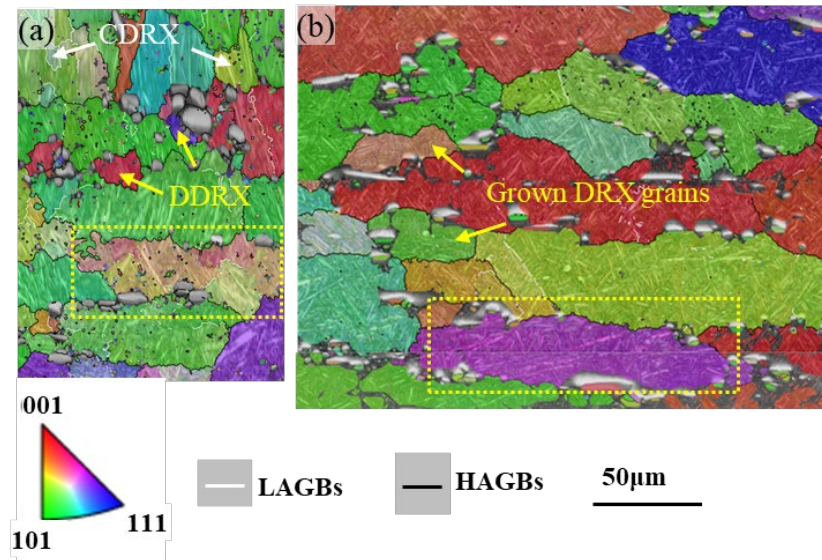 (a)
CDRX
DDRX
(b)
Grown DRX grains
001
101
111
LAGBs
HAGBs
50μm